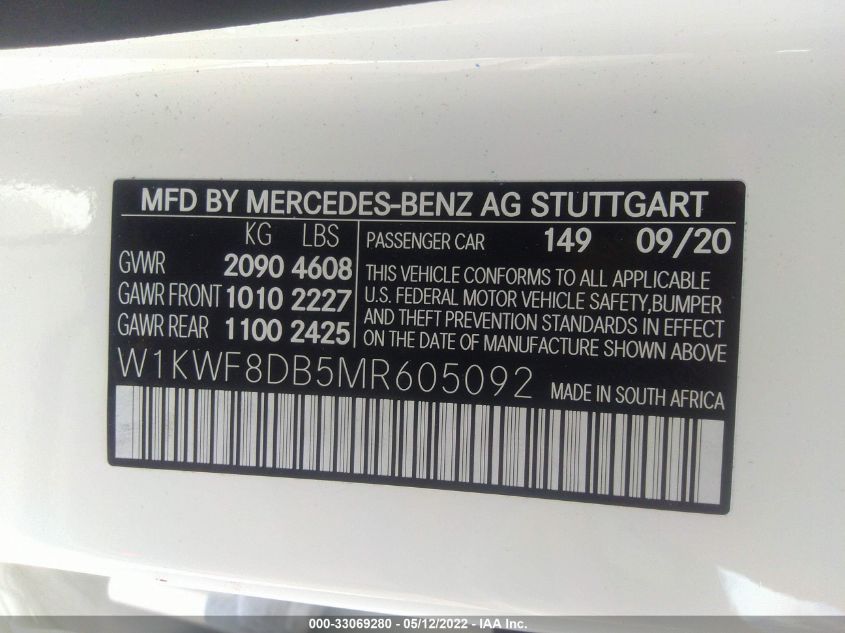 MFD BY MERCEDES-BENZ AG STUTTGART
KG LBS
GVWR 2090 4608
GAWR FRONT 1010 2227
GAWR REAR 1100 2425
PASSENGER CAR 149 09/20
THIS VEHICLE CONFORMS TO ALL APPLICABLE
U.S. FEDERAL MOTOR VEHICLE SAFETY, BUMPER
AND THEFT PREVENTION STANDARDS IN EFFECT
ON THE DATE OF MANUFACTURE SHOWN ABOVE
W1KWF8DB5MR605092
MADE IN SOUTH AFRICA
000-33069280 - 05/12/2022 - IAA Inc.